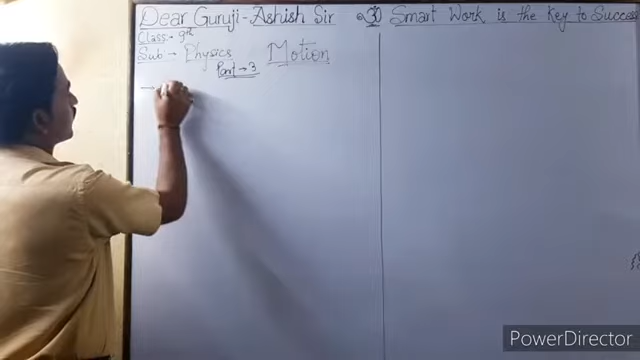 Dear Guruji - Ashish Sir
Smart Work is the Key to Success
Class:- 9th
Sub → Physics
Motion
Part → 3
PowerDirector